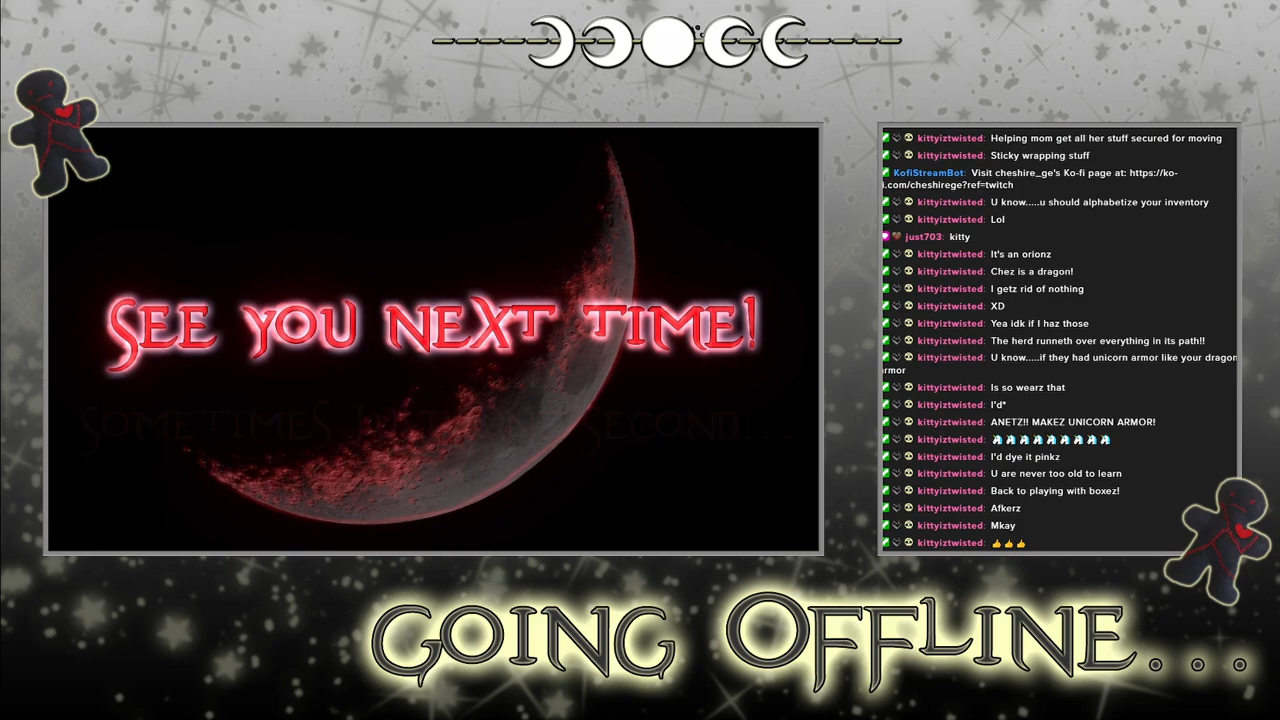 SEE YOU NEXT TIME!
SOMETIMES JUST ONE SECOND...
kittyiztwisted: Helping mom get all her stuff secured for moving
kittyiztwisted: Sticky wrapping stuff
KofiStreamBot: Visit cheshire_ge's Ko-fi page at: https://ko-
i.com/cheshirege?ref=twitch
kittyiztwisted: U know.....u should alphabetize your inventory
kittyiztwisted: Lol
just703: kitty
kittyiztwisted: It's an orionz
kittyiztwisted: Chez is a dragon!
kittyiztwisted: I getz rid of nothing
kittyiztwisted: XD
kittyiztwisted: Yea idk if I haz those
kittyiztwisted: The herd runneth over everything in its path!!
kittyiztwisted: U know.....if they had unicorn armor like your dragon
rmor
kittyiztwisted: Is so wearz that
kittyiztwisted: I'd*
kittyiztwisted: ANETZ!! MAKEZ UNICORN ARMOR!
kittyiztwisted:
kittyiztwisted: I'd dye it pinkz
kittyiztwisted: U are never too old to learn
kittyiztwisted: Back to playing with boxez!
kittyiztwisted: Afkerz
kittyiztwisted: Mkay
kittyiztwisted:
GOING OFFLINE...